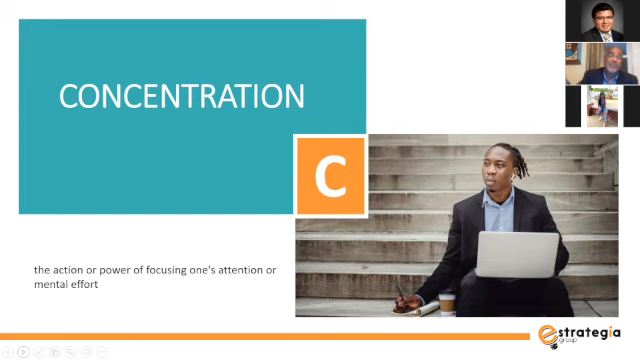 CONCENTRATION
C
the action or power of focusing one's attention or
mental effort
estrategia
group